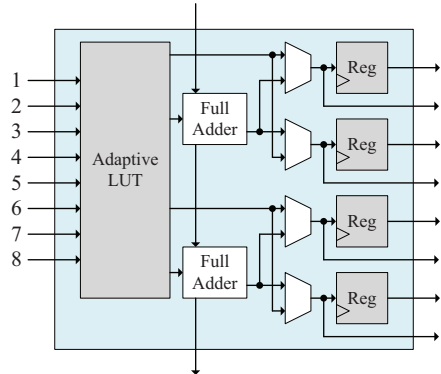 1
2
3
4
5
6
7
8
Adaptive
LUT
Full
Adder
Full
Adder
Reg
Reg
Reg
Reg